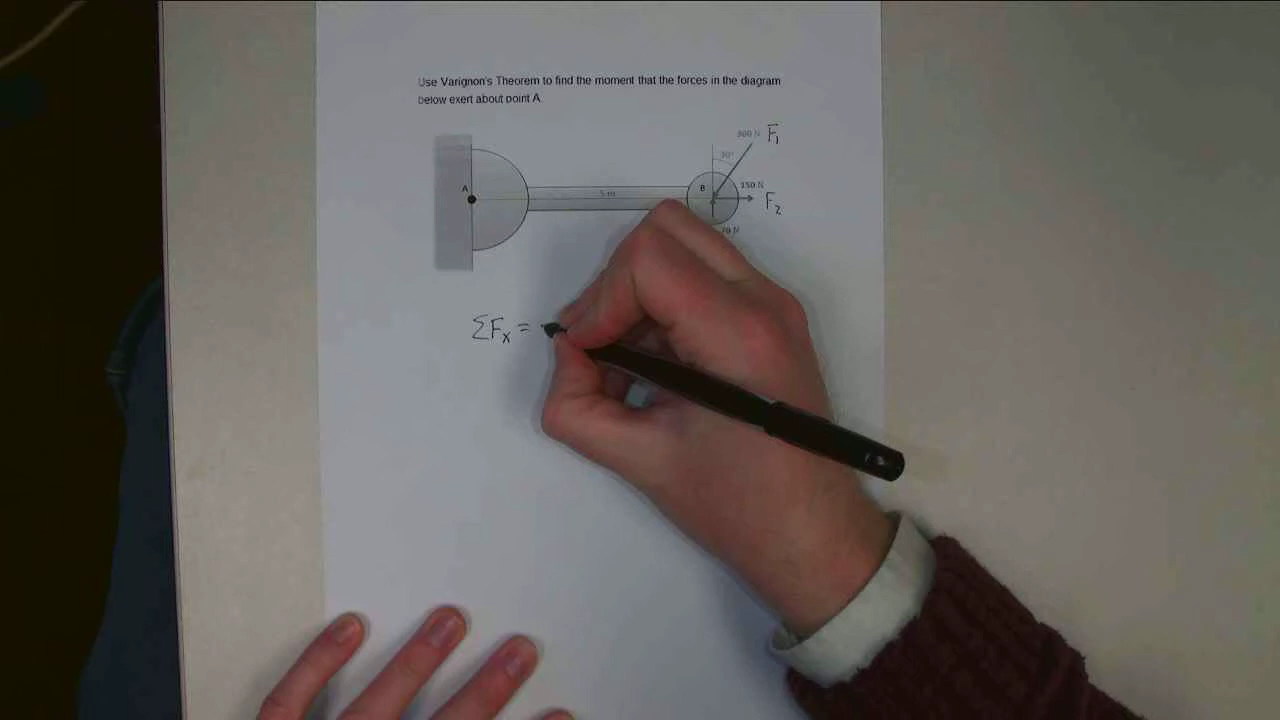 Use Varignon's Theorem to find the moment that the forces in the diagram
below exert about point A
F₁
30°
A
B
150 N
5 m
F₂
70 N
ΣFₓ =